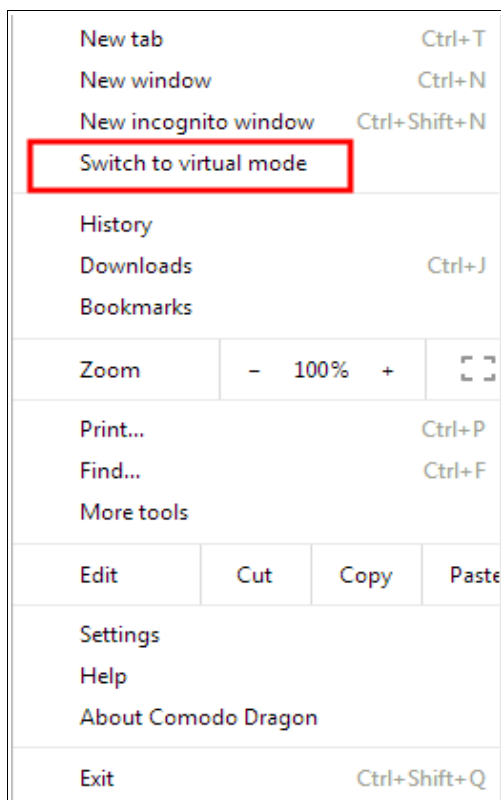 New tab Ctrl+T
New window Ctrl+N
New incognito window Ctrl+Shift+N
Switch to virtual mode
History
Downloads Ctrl+J
Bookmarks
Zoom - 100% +
Print... Ctrl+P
Find... Ctrl+F
More tools
Edit Cut Copy Paste
Settings
Help
About Comodo Dragon
Exit Ctrl+Shift+Q